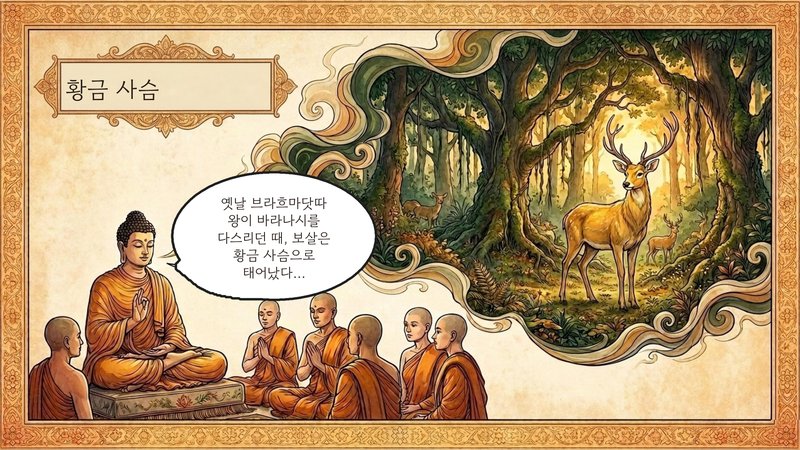 황금 사슴
옛날 브라흐마닷따
왕이 바라나시를
다스리던 때, 보살은
황금 사슴으로
태어났다...